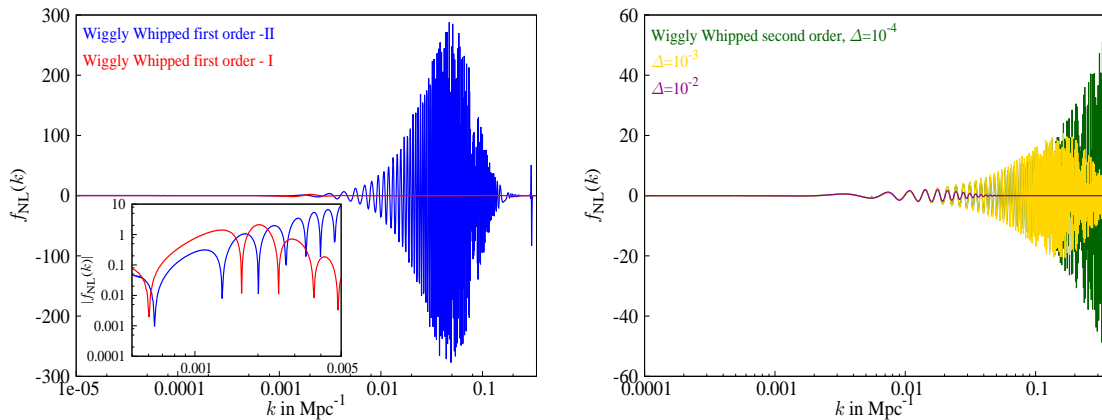 Wiggly Whipped first order -II
Wiggly Whipped first order - I
300
200
100
0
-100
-200
-300
f_NL(k)
1e-05
0.0001
0.001
0.01
0.1
k in Mpc^-1
10
1
0.1
0.01
0.001
0.0001
|f_NL(k)|
0.001
0.005
Wiggly Whipped second order, Δ=10^-4
Δ=10^-3
Δ=10^-2
60
40
20
0
-20
-40
-60
f_NL(k)
0.0001
0.001
0.01
0.1
k in Mpc^-1